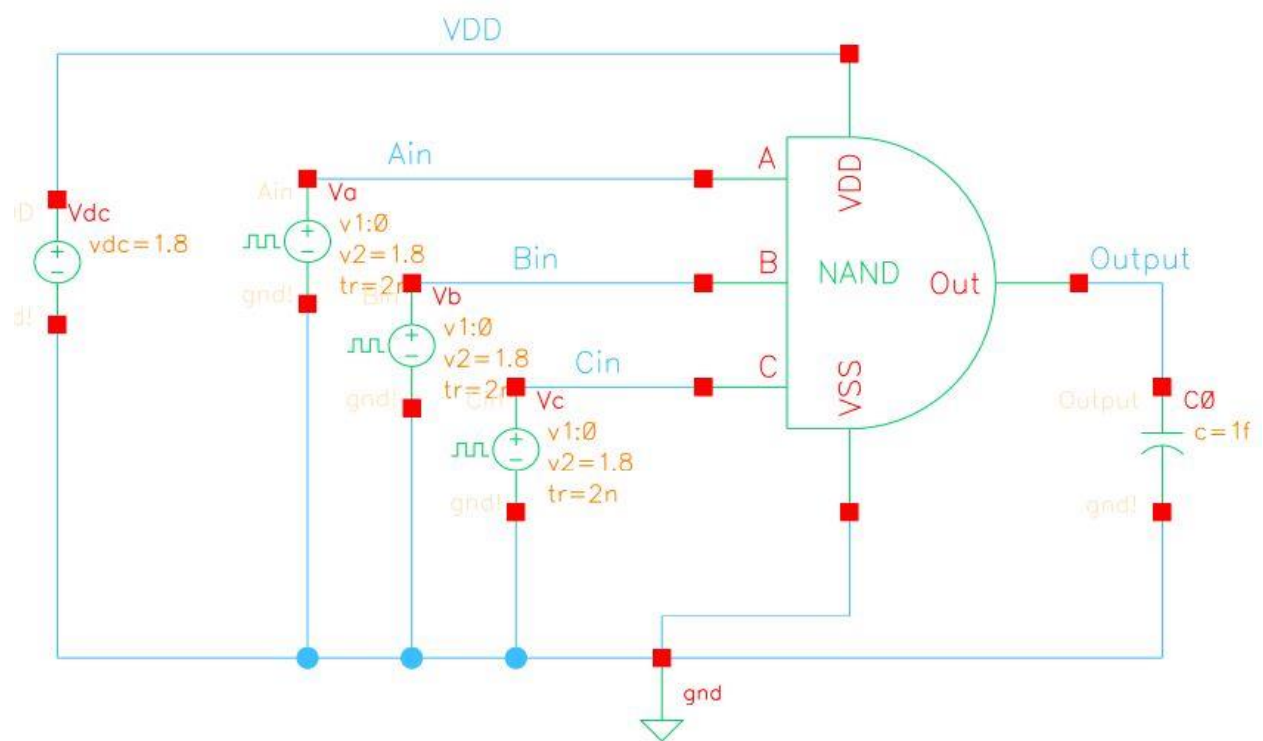 VDD
Ain
A
VDD
Ain
Va
Vdc
vdc=1.8
v1:0
v2=1.8
tr=2n
gnd!
Bin
B
NAND
Out
Output
Vb
v1:0
v2=1.8
tr=2n
gnd!
Cin
C
VSS
Cin
Vc
v1:0
v2=1.8
tr=2n
gnd!
Output
C0
c=1f
gnd!
gnd